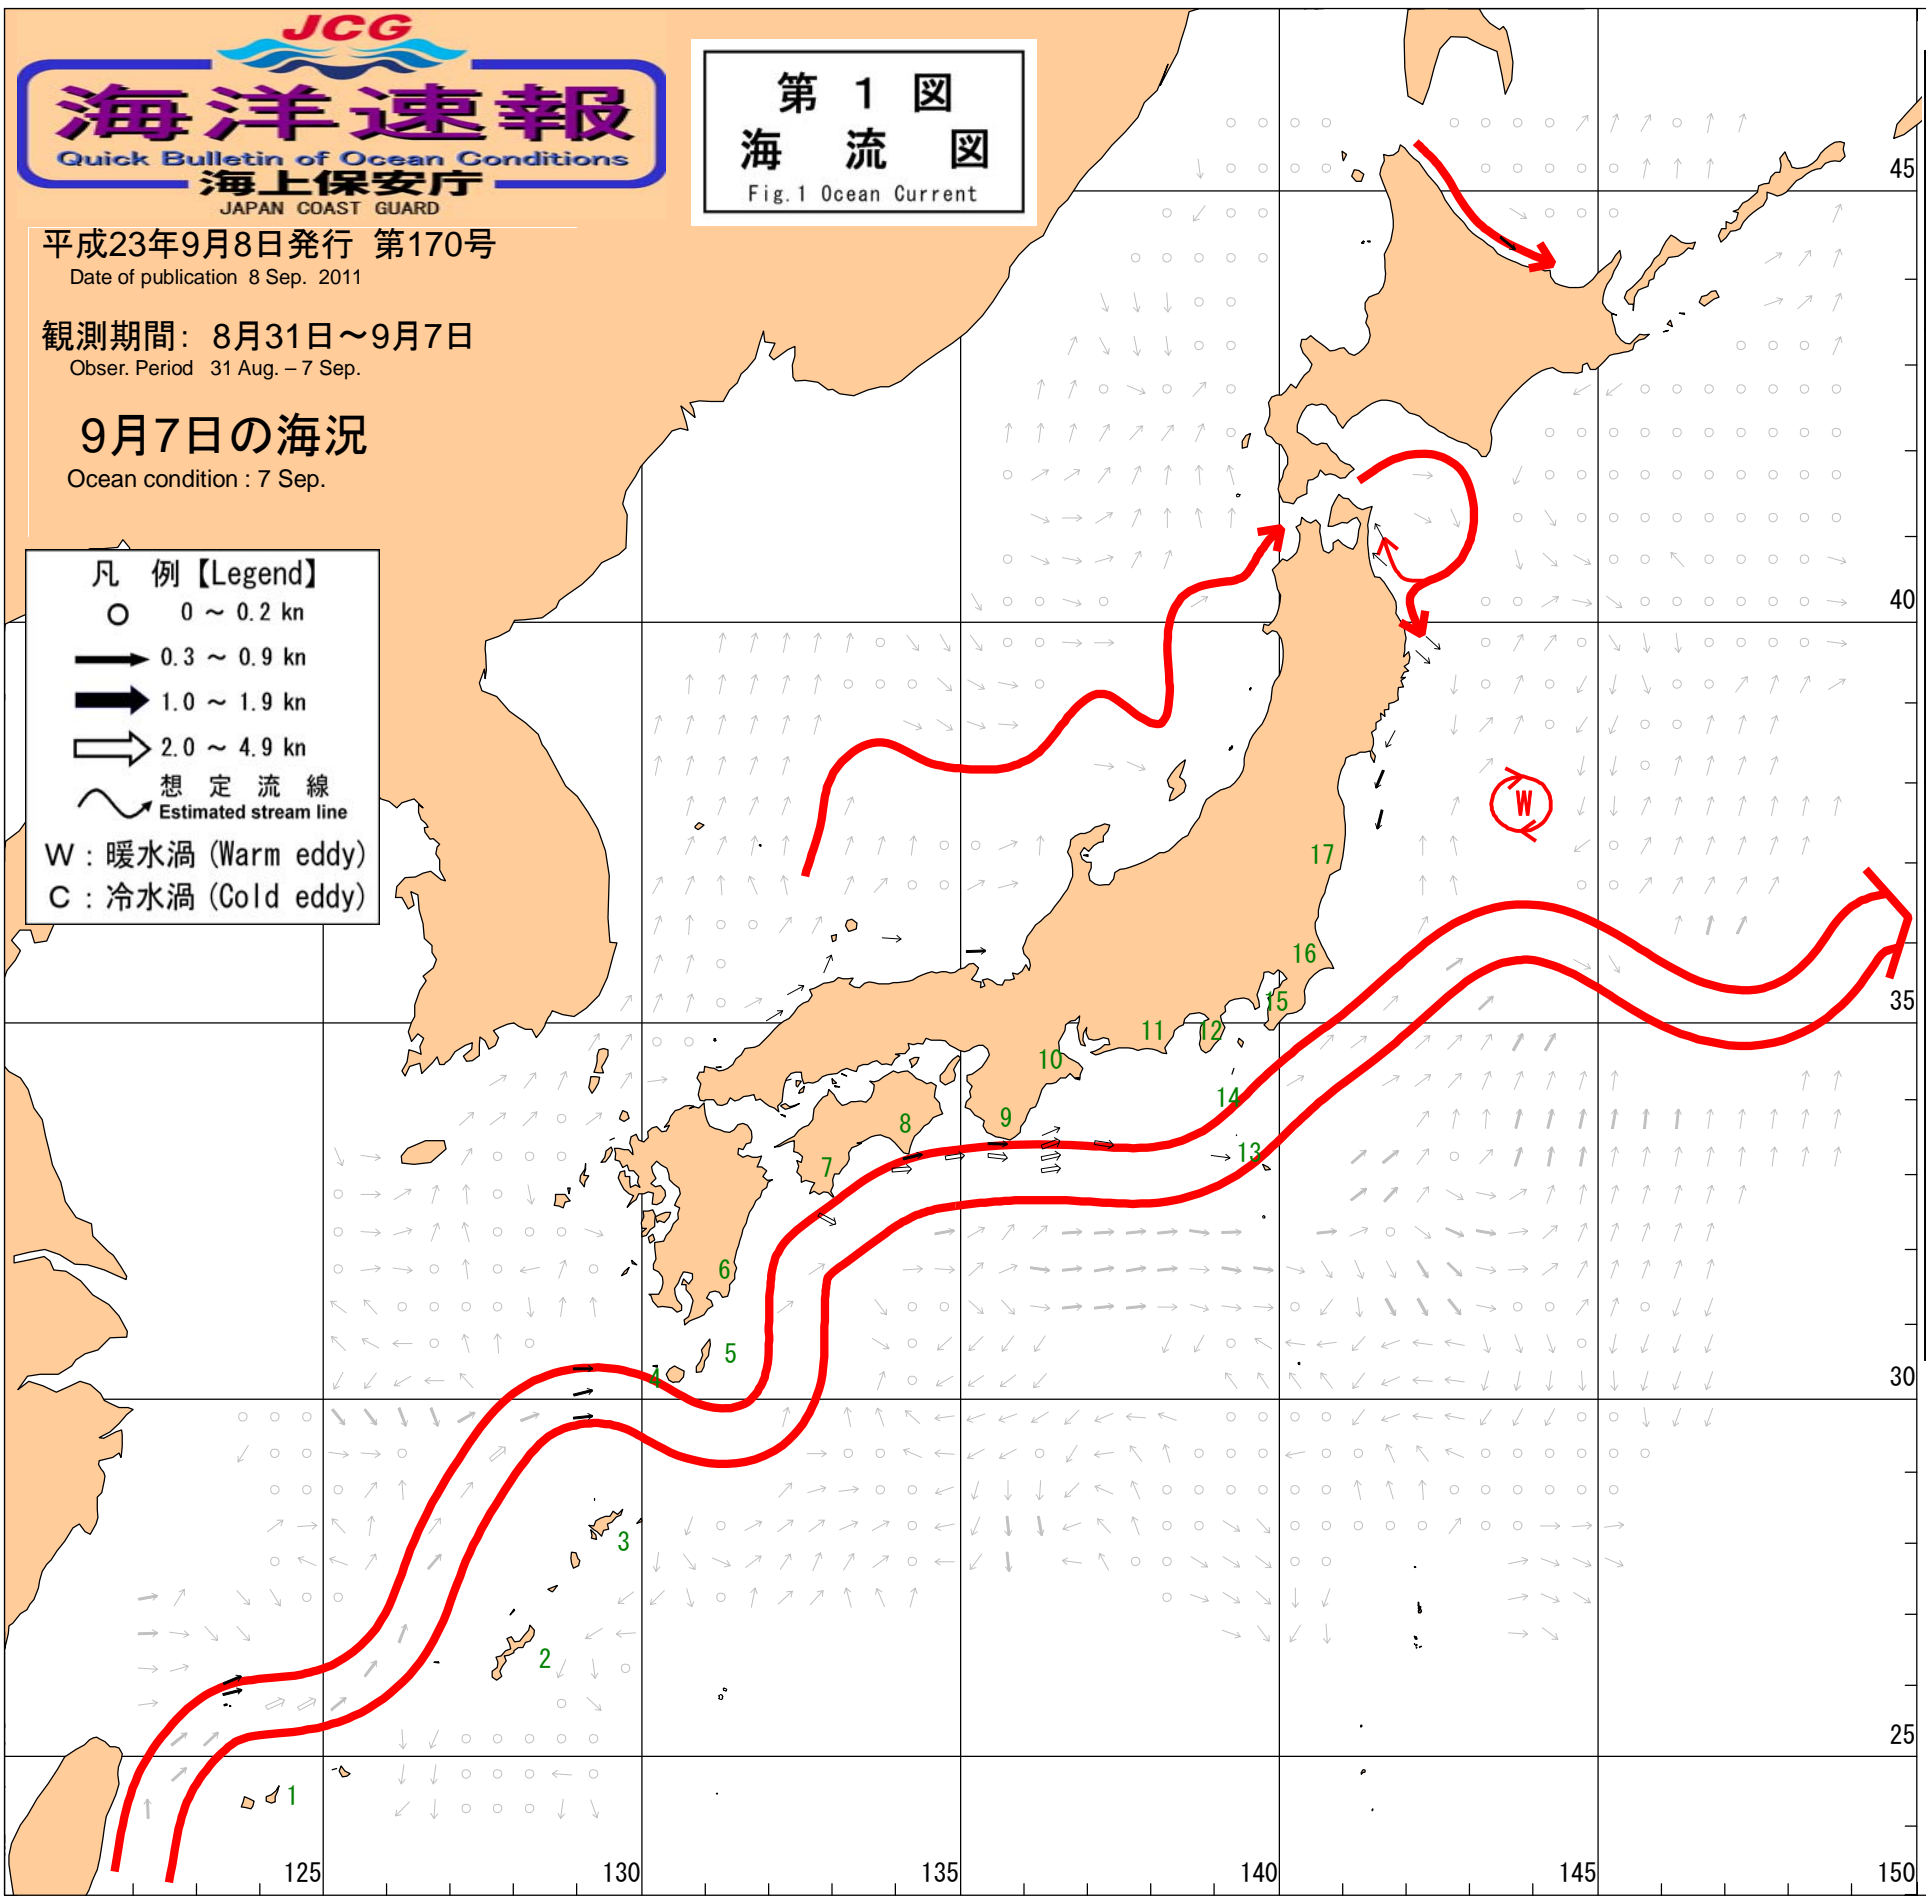 JCG
海洋速報
Quick Bulletin of Ocean Conditions
海上保安庁
JAPAN COAST GUARD
第 1 図
海 流 図
Fig.1 Ocean Current
平成23年9月8日発行 第170号
Date of publication 8 Sep. 2011
観測期間: 8月31日～9月7日
Obser. Period 31 Aug. – 7 Sep.
9月7日の海況
Ocean condition : 7 Sep.
凡 例【Legend】
0 ～ 0.2 kn
0.3 ～ 0.9 kn
1.0 ～ 1.9 kn
2.0 ～ 4.9 kn
想 定 流 線
Estimated stream line
W : 暖水渦 (Warm eddy)
C : 冷水渦 (Cold eddy)
45
40
W
17
16
35
15
12
11
10
14
9
8
13
7
6
5
4
30
3
2
25
1
125
130
135
140
145
150